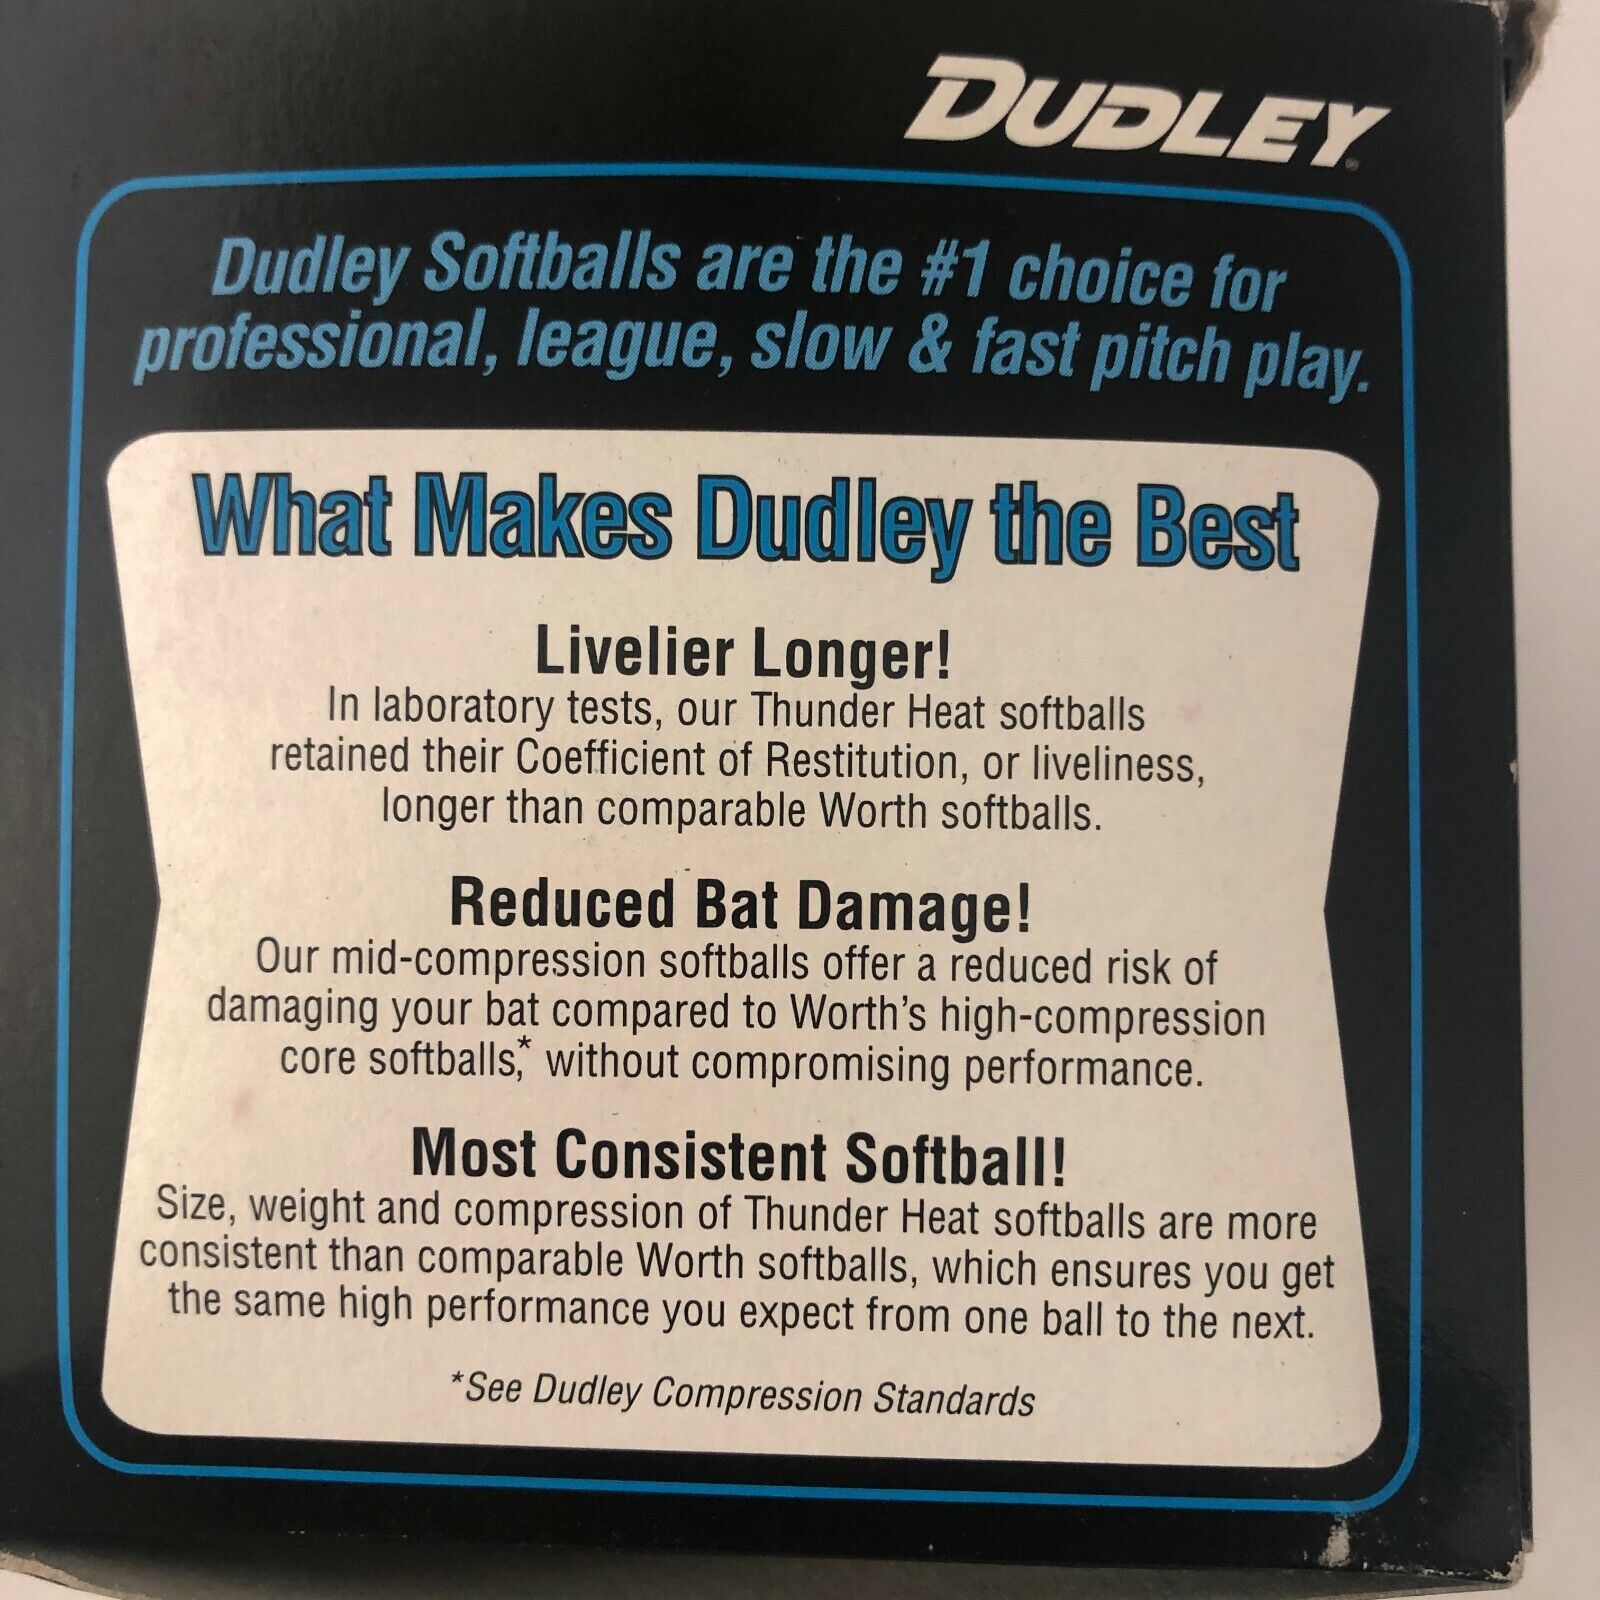 DUDLEY®
Dudley Softballs are the #1 choice for
professional, league, slow & fast pitch play.
What Makes Dudley the Best
Livelier Longer!
In laboratory tests, our Thunder Heat softballs
retained their Coefficient of Restitution, or liveliness,
longer than comparable Worth softballs.
Reduced Bat Damage!
Our mid-compression softballs offer a reduced risk of
damaging your bat compared to Worth's high-compression
core softballs,* without compromising performance.
Most Consistent Softball!
Size, weight and compression of Thunder Heat softballs are more
consistent than comparable Worth softballs, which ensures you get
the same high performance you expect from one ball to the next.
*See Dudley Compression Standards